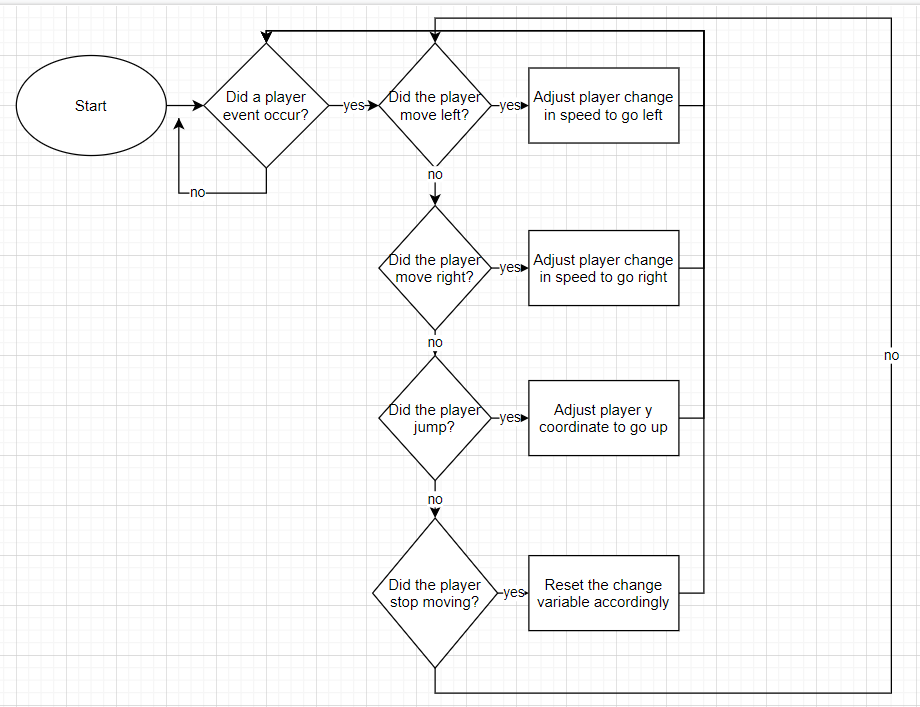 Start
Did a player
event occur?
yes
no
Did the player
move left?
yes
Adjust player change
in speed to go left
no
Did the player
move right?
yes
Adjust player change
in speed to go right
no
Did the player
jump?
yes
Adjust player y
coordinate to go up
no
Did the player
stop moving?
yes
Reset the change
variable accordingly
no